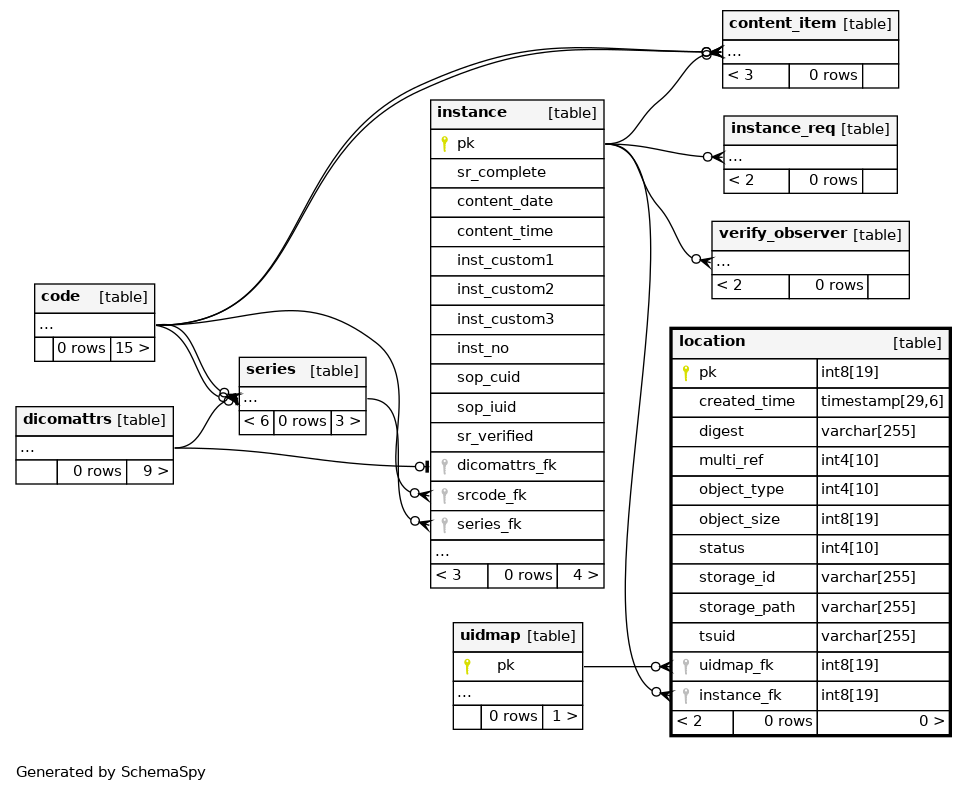 content_item [table]
...
< 3 0 rows
instance [table]
pk
sr_complete
content_date
content_time
inst_custom1
inst_custom2
inst_custom3
inst_no
sop_cuid
sop_iuid
sr_verified
dicomattrs_fk
srcode_fk
series_fk
...
< 3 0 rows 4 >
instance_req [table]
...
< 2 0 rows
verify_observer [table]
...
< 2 0 rows
code [table]
...
0 rows 15 >
series [table]
...
< 6 0 rows 3 >
dicomattrs [table]
...
0 rows 9 >
location [table]
pk int8[19]
created_time timestamp[29,6]
digest varchar[255]
multi_ref int4[10]
object_type int4[10]
object_size int8[19]
status int4[10]
storage_id varchar[255]
storage_path varchar[255]
tsuid varchar[255]
uidmap_fk int8[19]
instance_fk int8[19]
< 2 0 rows 0 >
uidmap [table]
pk
...
0 rows 1 >
Generated by SchemaSpy